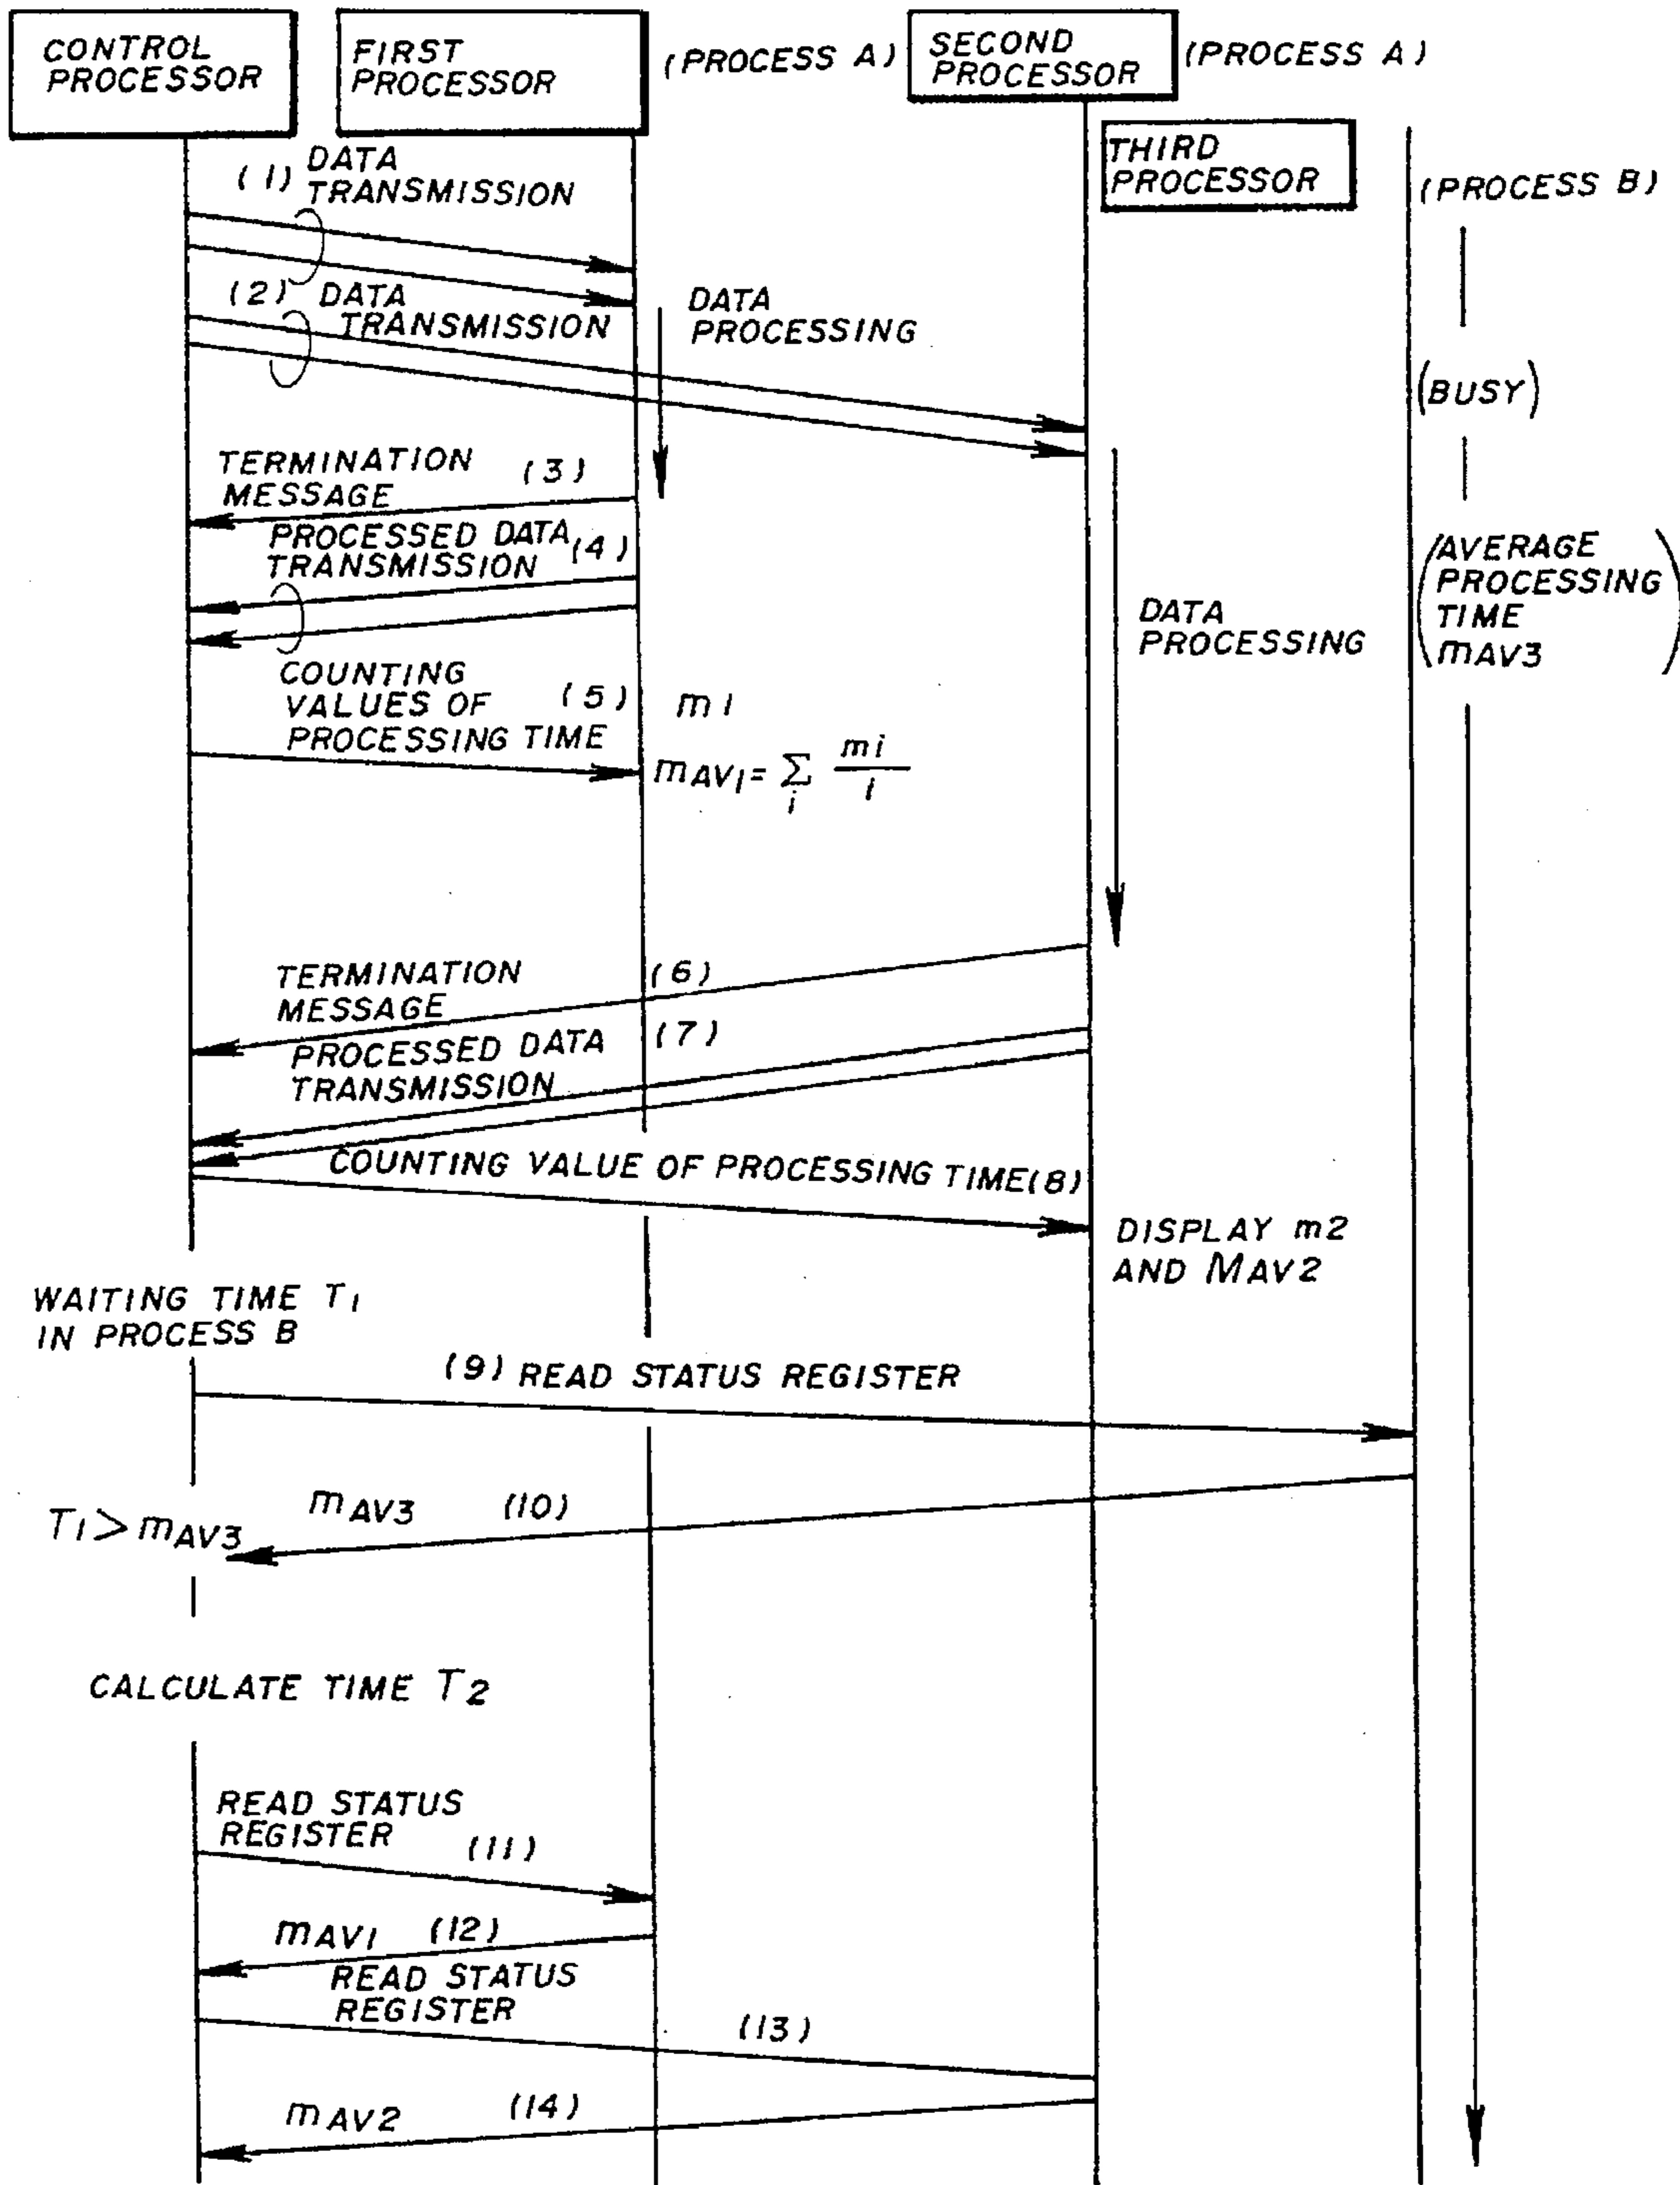 CONTROL
PROCESSOR
FIRST
PROCESSOR
(PROCESS A)
SECOND
PROCESSOR
(PROCESS A)
THIRD
PROCESSOR
(PROCESS B)
(1) DATA
TRANSMISSION
(2) DATA
TRANSMISSION
DATA
PROCESSING
(BUSY)
TERMINATION (3)
MESSAGE
PROCESSED DATA
TRANSMISSION (4)
(AVERAGE
PROCESSING
TIME
mAV3)
DATA
PROCESSING
COUNTING
VALUES OF (5)
PROCESSING TIME
m1
mAV1 = Σ i mi/i
TERMINATION (6)
MESSAGE
PROCESSED DATA (7)
TRANSMISSION
COUNTING VALUE OF PROCESSING TIME (8)
DISPLAY m2
AND MAV2
WAITING TIME T1
IN PROCESS B
(9) READ STATUS REGISTER
mAV3 (10)
T1 > mAV3
CALCULATE TIME T2
READ STATUS
REGISTER (11)
mAV1 (12)
READ STATUS
REGISTER
(13)
mAV2 (14)